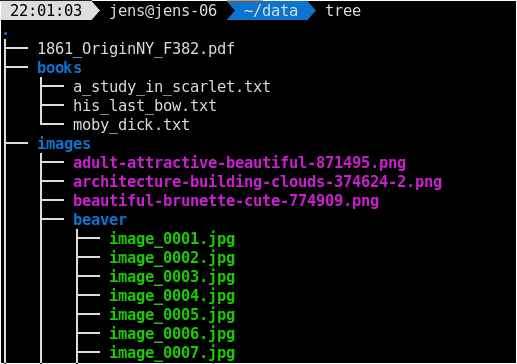 22:01:03 jens@jens-06 ~/data tree
.
├── 1861_OriginNY_F382.pdf
├── books
│   ├── a_study_in_scarlet.txt
│   ├── his_last_bow.txt
│   └── moby_dick.txt
├── images
│   ├── adult-attractive-beautiful-871495.png
│   ├── architecture-building-clouds-374624-2.png
│   ├── beautiful-brunette-cute-774909.png
│   ├── beaver
│   │   ├── image_0001.jpg
│   │   ├── image_0002.jpg
│   │   ├── image_0003.jpg
│   │   ├── image_0004.jpg
│   │   ├── image_0005.jpg
│   │   ├── image_0006.jpg
│   │   ├── image_0007.jpg